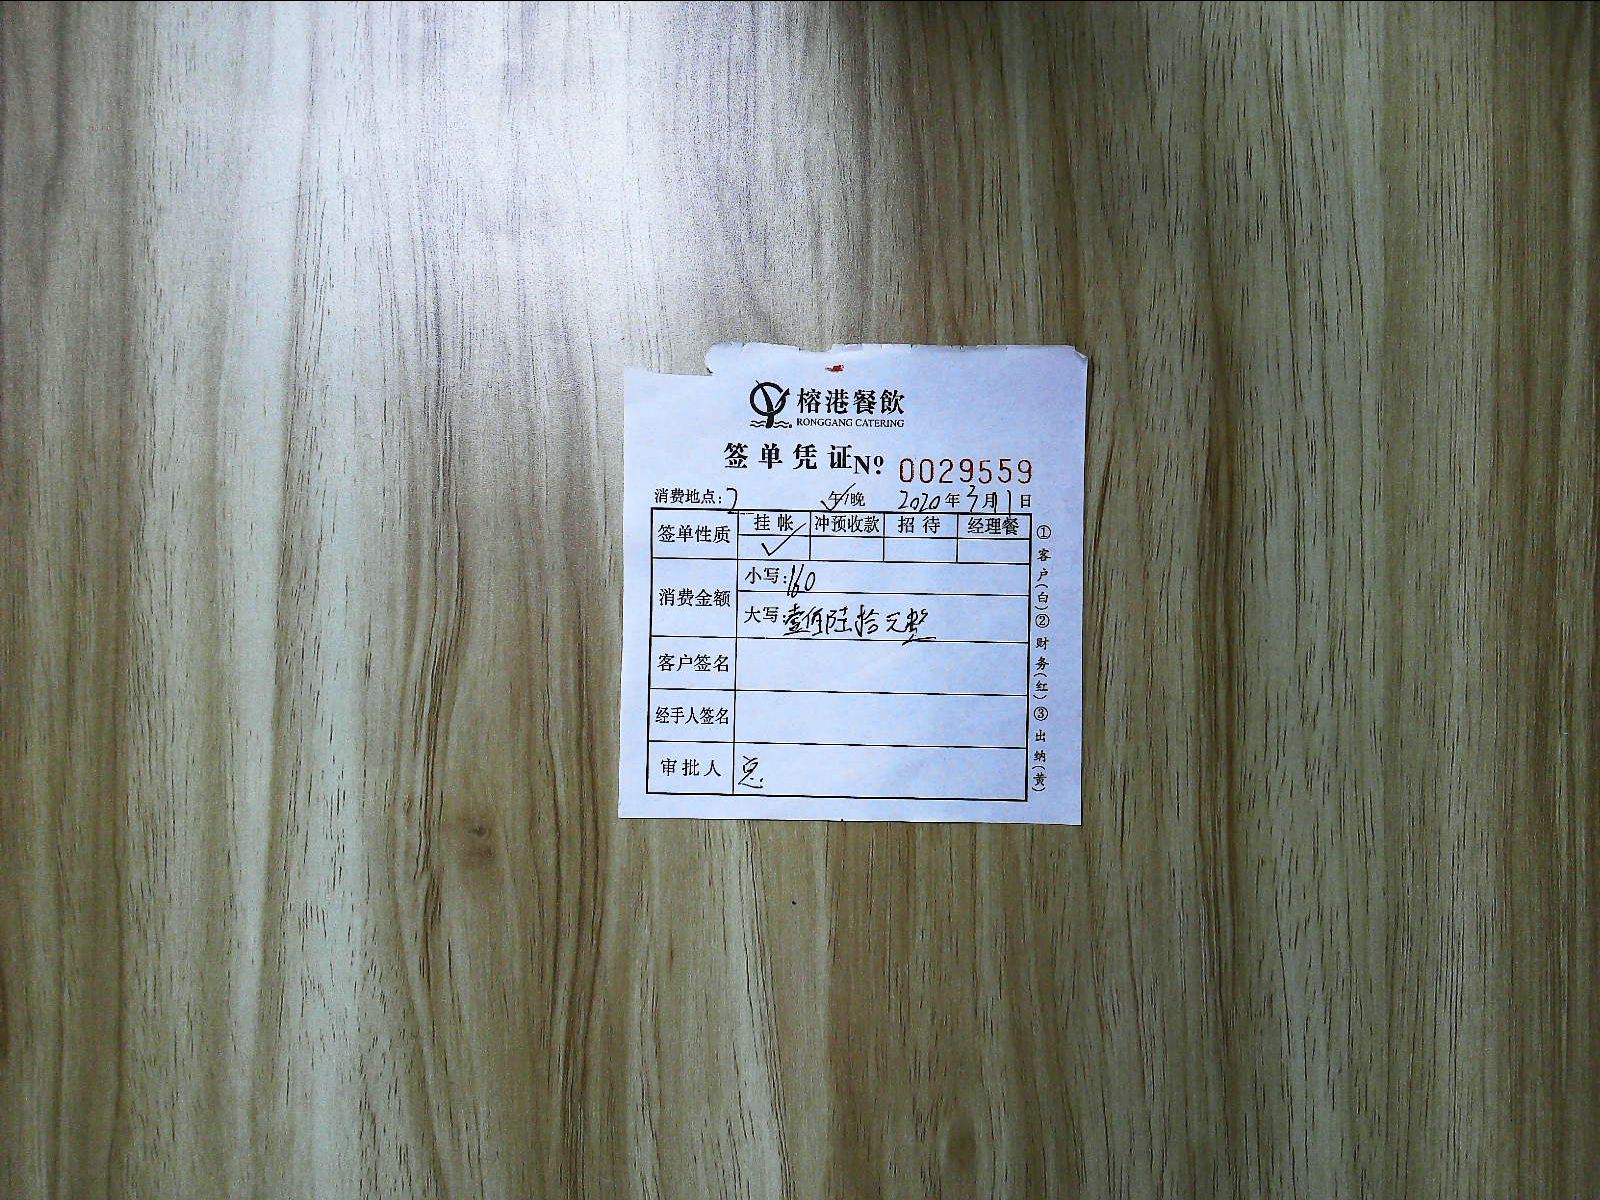 榕港餐飲
RONGGANG CATERING
签单凭证 No 0029559
消费地点: 2 午/晚 2020年3月11日
签单性质 挂帐 冲预收款 招待 经理餐
✓
消费金额 小写: 160
大写: 壹佰陆拾元整
客户签名
经手人签名
审批人
①客户(白)②财务(红)③出纳(黄)